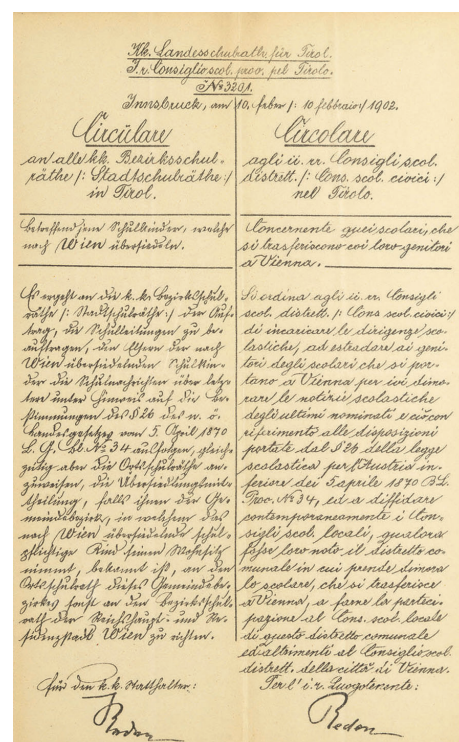 Kk. Landesschulrath für Tirol.
I. r. Consiglio scol. prov. pel Tirolo.
№ 3201.
Innsbruck, am 10. feber /: 10 febbraio :/ 1902.
Circulare
an alle kk. Bezirksschul-
räthe /: Stadtschulräthe :/
in Tirol.
betreffend jene Schulkinder, welche
nach Wien übersiedeln.
Es ergeht an die k. k. Bezirksschul-
räthe /: Stadtschulräthe :/ der Auf-
trag, die Schulleitungen zu be-
auftragen, den Eltern der nach
Wien übersiedelnden Schulkin-
der die Schulnachrichten über letz-
tere unter Hinweis auf die Be-
stimmungen des § 26 des n. ö.
Landesgesetzes vom 5. April 1870
L. G. Bl. № 34 auszufolgen, gleich-
zeitig aber die Ortsschulräthe an-
zuweisen, die Übersiedlungsmit-
theilung, falls ihnen der Ge-
meindebezirk, in welchem das
nach Wien übersiedelnde schul-
pflichtige Kind seinen Wohnsitz
nimmt, bekannt ist, an den
Ortsschulrath dieses Gemeindebe-
zirkes sonst an den Bezirksschul-
rath der Reichshaupt- und Re-
sidenzstadt Wien zu richten.
Für den k. k. Statthalter:
Reden
Circolare
agli ii. rr. Consigli scol.
distrett. /: Cons. scol. civici :/
nel Tirolo.
Concernente quei scolari, che
si trasferiscono coi loro genitori
a Vienna.
Si ordina agli ii. rr. Consigli
scol. distrett. /: Cons. scol. civici :/
di incaricare le dirigenze sco-
lastiche, ad estradare ai geni-
tori degli scolari che si por-
tano a Vienna per ivi dimo-
rare le notizie scolastiche
degli ultimi nominati e ciò con
riferimento alle disposizioni
portate dal § 26 della legge
scolastica per l'Austria in-
feriore dei 5 aprile 1870 B. L.
Prov. № 34, ed a diffidare
contemporaneamente i Con-
sigli scol. locali, qualora
fosse loro noto il distretto co-
munale in cui prende dimora
lo scolare, che si trasferisce
a Vienna, a farne la parteci-
pazione al Cons. scol. locale
di questo distretto comunale
ed altrimenti al Consiglio scol.
distrett. della città di Vienna.
Per l' i. r. Luogotenente:
Reden